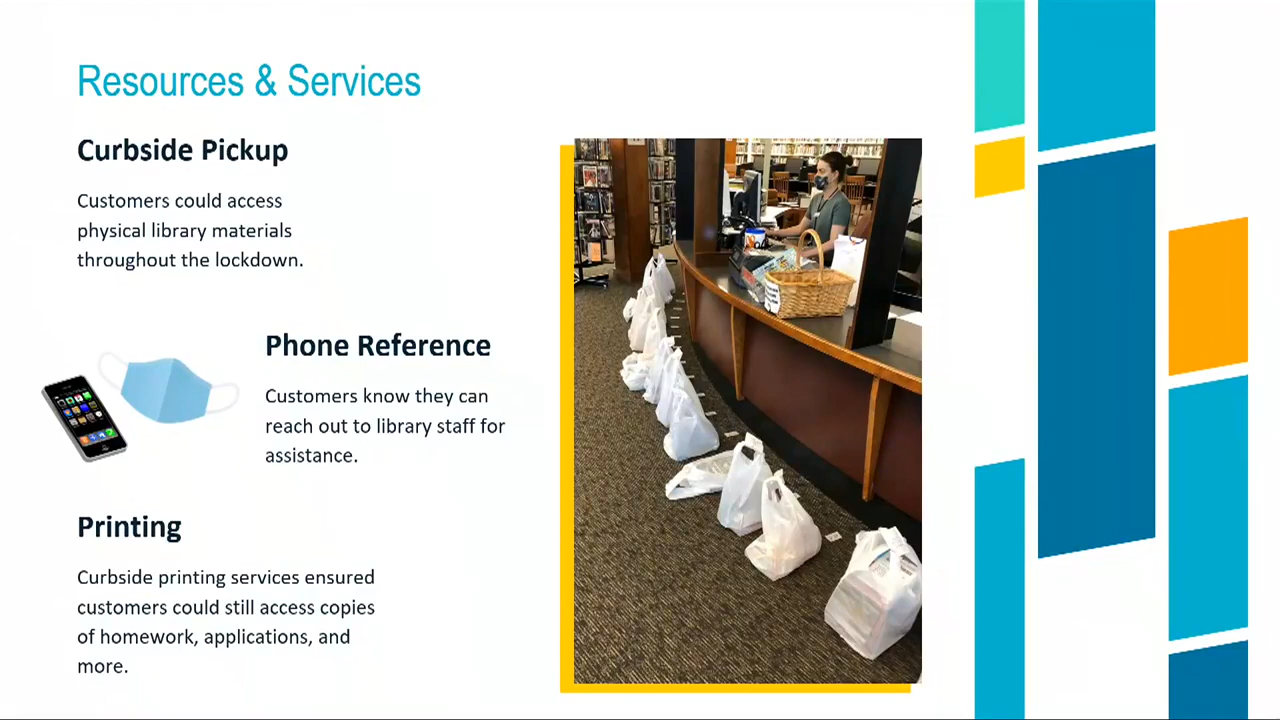 Resources & Services
Curbside Pickup
Customers could access
physical library materials
throughout the lockdown.
Phone Reference
Customers know they can
reach out to library staff for
assistance.
Printing
Curbside printing services ensured
customers could still access copies
of homework, applications, and
more.